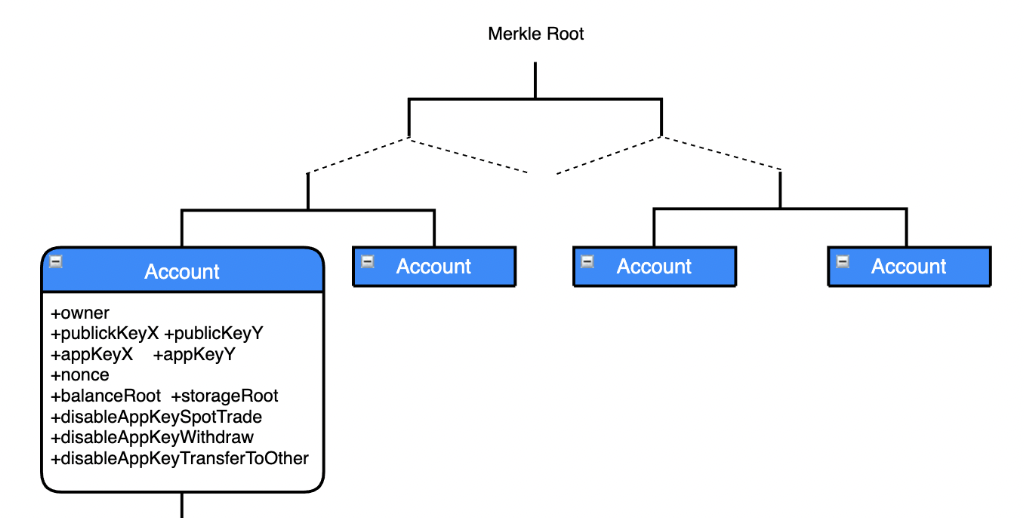 Merkle Root
Account
Account
Account
Account
+owner
+publickKeyX +publicKeyY
+appKeyX +appKeyY
+nonce
+balanceRoot +storageRoot
+disableAppKeySpotTrade
+disableAppKeyWithdraw
+disableAppKeyTransferToOther